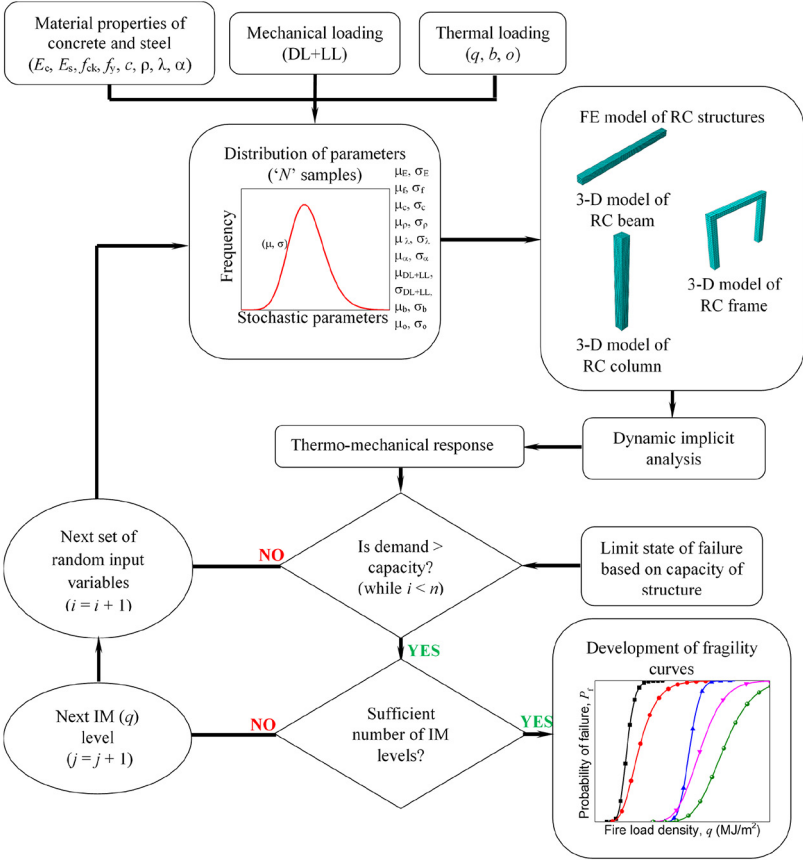 Material properties of
concrete and steel
(Ec, Es, fck, fy, c, ρ, λ, α)
Mechanical loading
(DL+LL)
Thermal loading
(q, b, o)
Distribution of parameters
('N' samples)
Frequency
(μ, σ)
Stochastic parameters
μE, σE
μf, σf
μc, σc
μρ, σρ
μλ, σλ
μα, σα
μDL+LL,
σDL+LL,
μb, σb
μo, σo
FE model of RC structures
3-D model of
RC beam
3-D model of
RC frame
3-D model of
RC column
Dynamic implicit
analysis
Thermo-mechanical response
Is demand >
capacity?
(while i < n)
Limit state of failure
based on capacity of
structure
NO
Next set of
random input
variables
(i = i + 1)
YES
Sufficient
number of IM
levels?
NO
Next IM (q)
level
(j = j + 1)
YES
Development of fragility
curves
Probability of failure, Pf
Fire load density, q (MJ/m²)